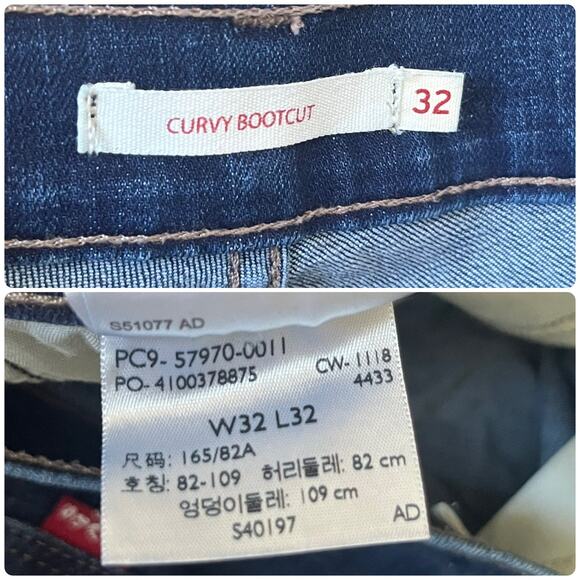 CURVY BOOTCUT
32
S51077 AD
PC9-57970-0011
PO-4100378875
CW-1118
4433
W32 L32
尺码: 165/82A
호칭: 82-109 허리둘레: 82 cm
엉덩이둘레: 109 cm
S40197
AD